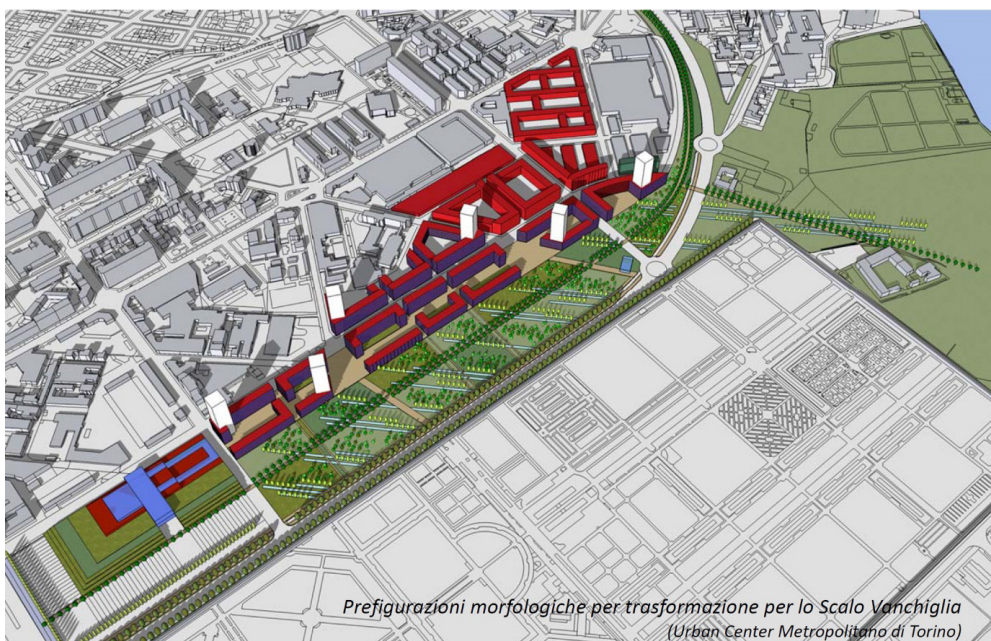 Prefigurazioni morfologiche per trasformazione per lo Scalo Vanchiglia
(Urban Center Metropolitano di Torino)